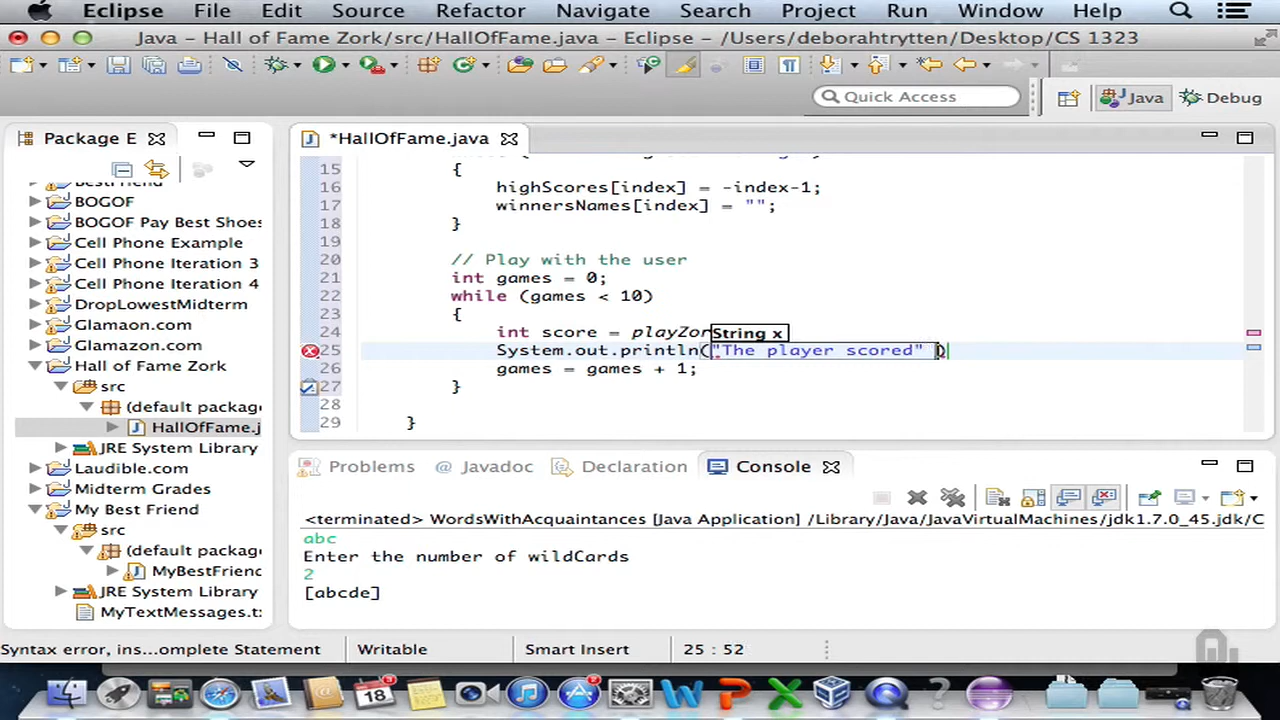 Eclipse File Edit Source Refactor Navigate Search Project Run Window Help
Java – Hall of Fame Zork/src/HallOfFame.java – Eclipse – /Users/deborahtrytten/Desktop/CS 1323
Quick Access
Java
Debug
Package E
*HallOfFame.java
BOGOF
BOGOF Pay Best Shoes
Cell Phone Example
Cell Phone Iteration 3
Cell Phone Iteration 4
DropLowestMidterm
Glamaon.com
Glamazon.com
Hall of Fame Zork
src
(default package
HallOfFame.j
JRE System Library
Laudible.com
Midterm Grades
My Best Friend
src
(default package
MyBestFriend
JRE System Library
MyTextMessages.tx
15 {
16 highScores[index] = -index-1;
17 winnersNames[index] = "";
18 }
19
20 // Play with the user
21 int games = 0;
22 while (games < 10)
23 {
24 int score = playZor
String x
25 System.out.println("The player scored" )
26 games = games + 1;
27 }
28
29 }
Problems @ Javadoc Declaration Console
<terminated> WordsWithAcquaintances [Java Application] /Library/Java/JavaVirtualMachines/jdk1.7.0_45.jdk/C
abc
Enter the number of wildCards
2
[abcde]
Syntax error, ins...omplete Statement
Writable
Smart Insert
25 : 52
18